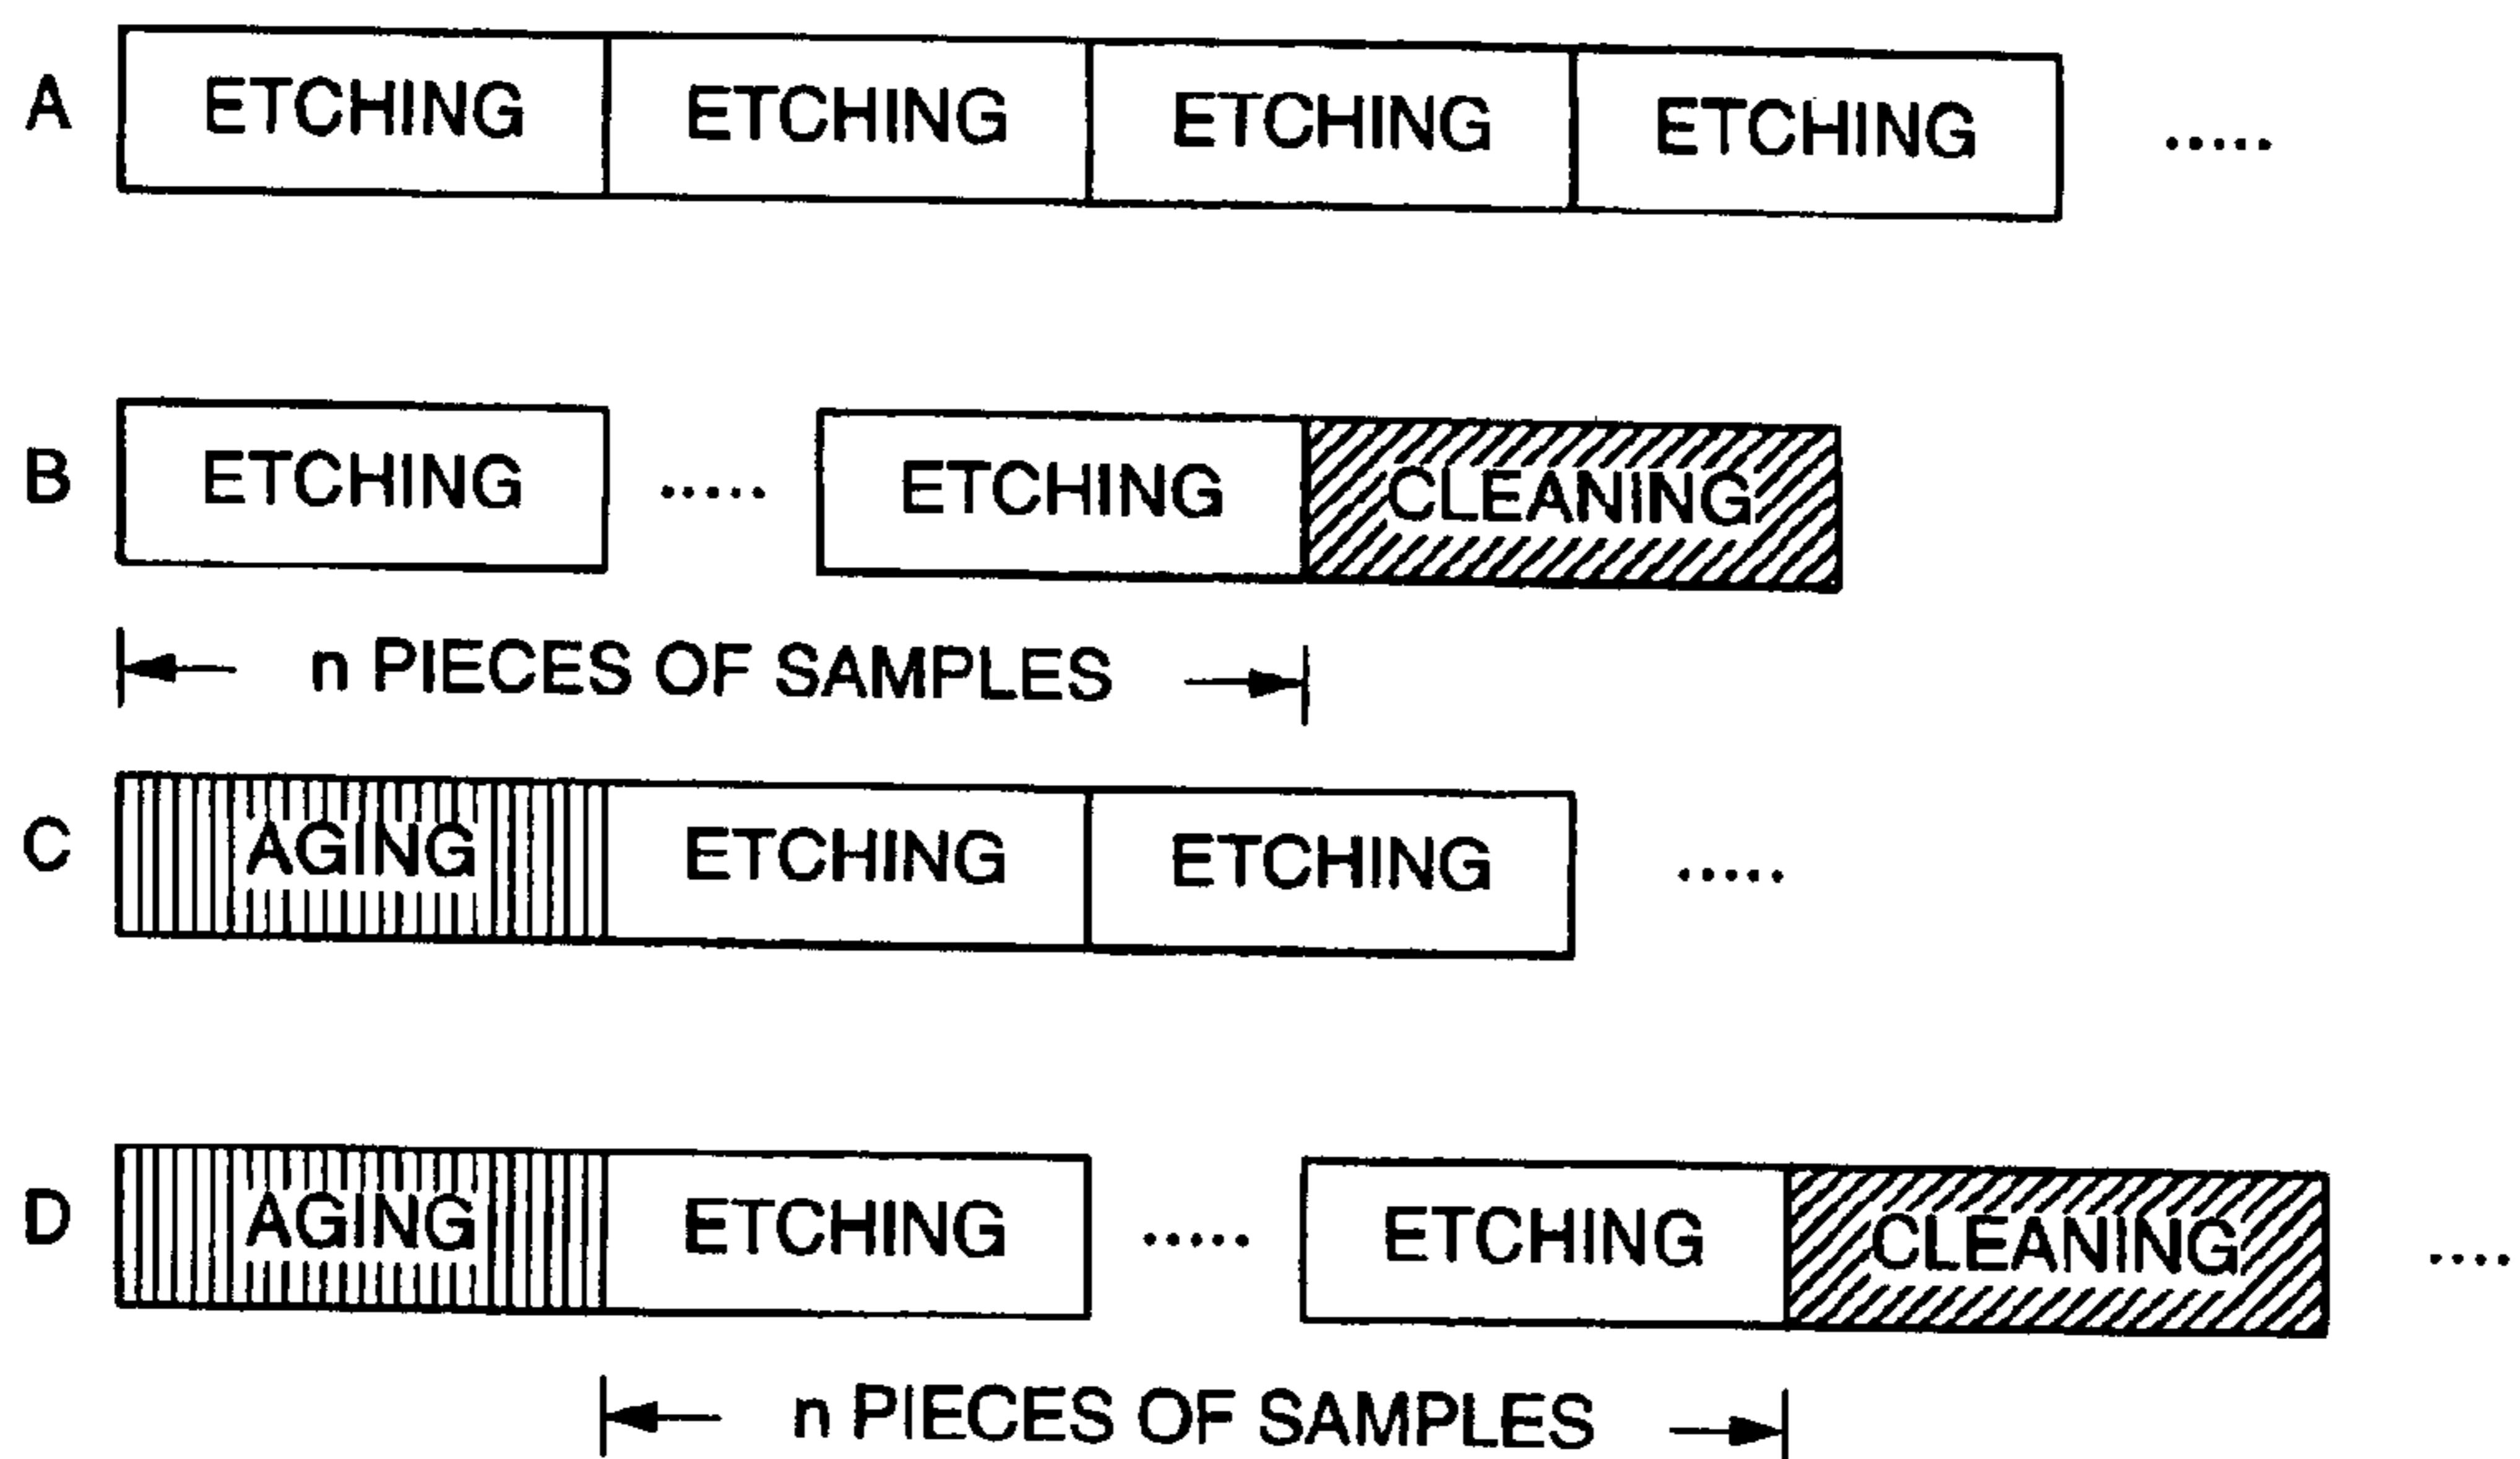 A ETCHING ETCHING ETCHING ETCHING .....
B ETCHING ..... ETCHING CLEANING
n PIECES OF SAMPLES
C AGING ETCHING ETCHING .....
D AGING ETCHING ..... ETCHING CLEANING ....
n PIECES OF SAMPLES